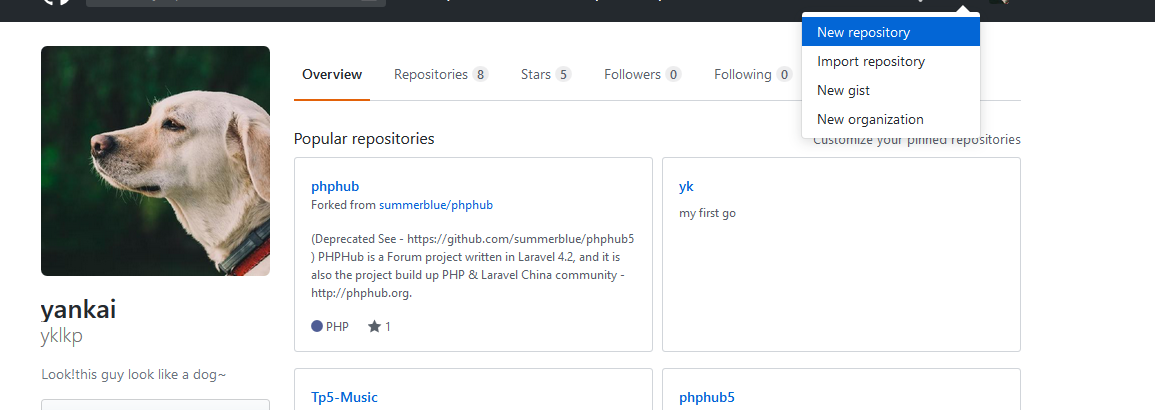 New repository
Import repository
New gist
New organization
Overview
Repositories 8
Stars 5
Followers 0
Following 0
Popular repositories
Customize your pinned repositories
phphub
Forked from summerblue/phphub
(Deprecated See - https://github.com/summerblue/phphub5
) PHPHub is a Forum project written in Laravel 4.2, and it is
also the project build up PHP & Laravel China community -
http://phphub.org.
PHP
1
yk
my first go
yankai
yklkp
Look!this guy look like a dog~
Tp5-Music
phphub5